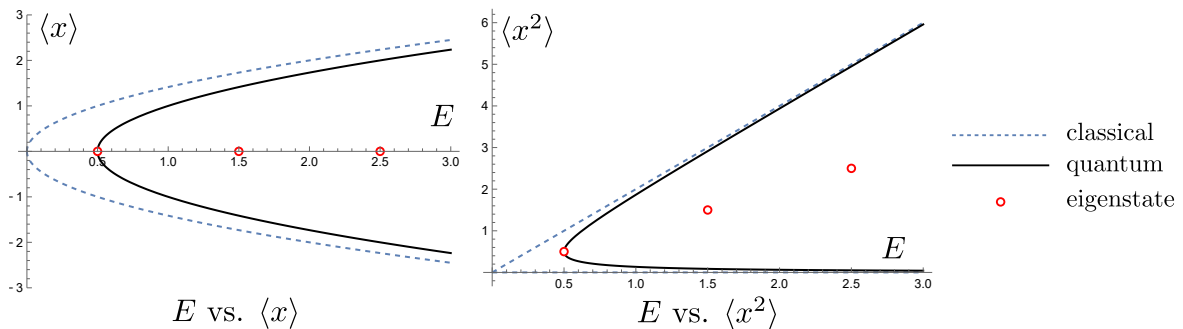 ⟨x⟩
3
2
1
-1
-2
-3
0.5 1.0 1.5 2.0 2.5 3.0
E
E vs. ⟨x⟩
⟨x²⟩
6
5
4
3
2
1
0.5 1.0 1.5 2.0 2.5 3.0
E
E vs. ⟨x²⟩
classical
quantum
eigenstate